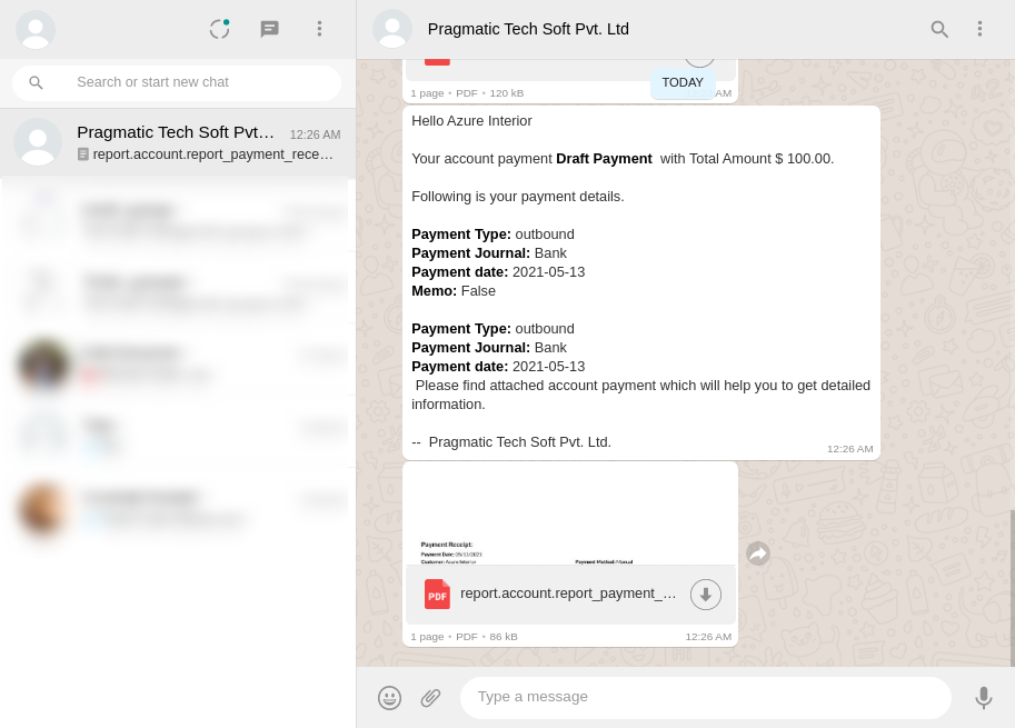 Pragmatic Tech Soft Pvt. Ltd
Search or start new chat
Pragmatic Tech Soft Pvt... 12:26 AM
report.account.report_payment_rece...
1 page • PDF • 120 kB AM
TODAY
Hello Azure Interior
Your account payment Draft Payment with Total Amount $ 100.00.
Following is your payment details.
Payment Type: outbound
Payment Journal: Bank
Payment date: 2021-05-13
Memo: False
Payment Type: outbound
Payment Journal: Bank
Payment date: 2021-05-13
Please find attached account payment which will help you to get detailed
information.
-- Pragmatic Tech Soft Pvt. Ltd.
12:26 AM
Payment Receipt:
Payment Date: 05/13/2021
Customer: Azure Interior Payment Method: Manual
PDF report.account.report_payment_...
1 page • PDF • 86 kB 12:26 AM
Type a message